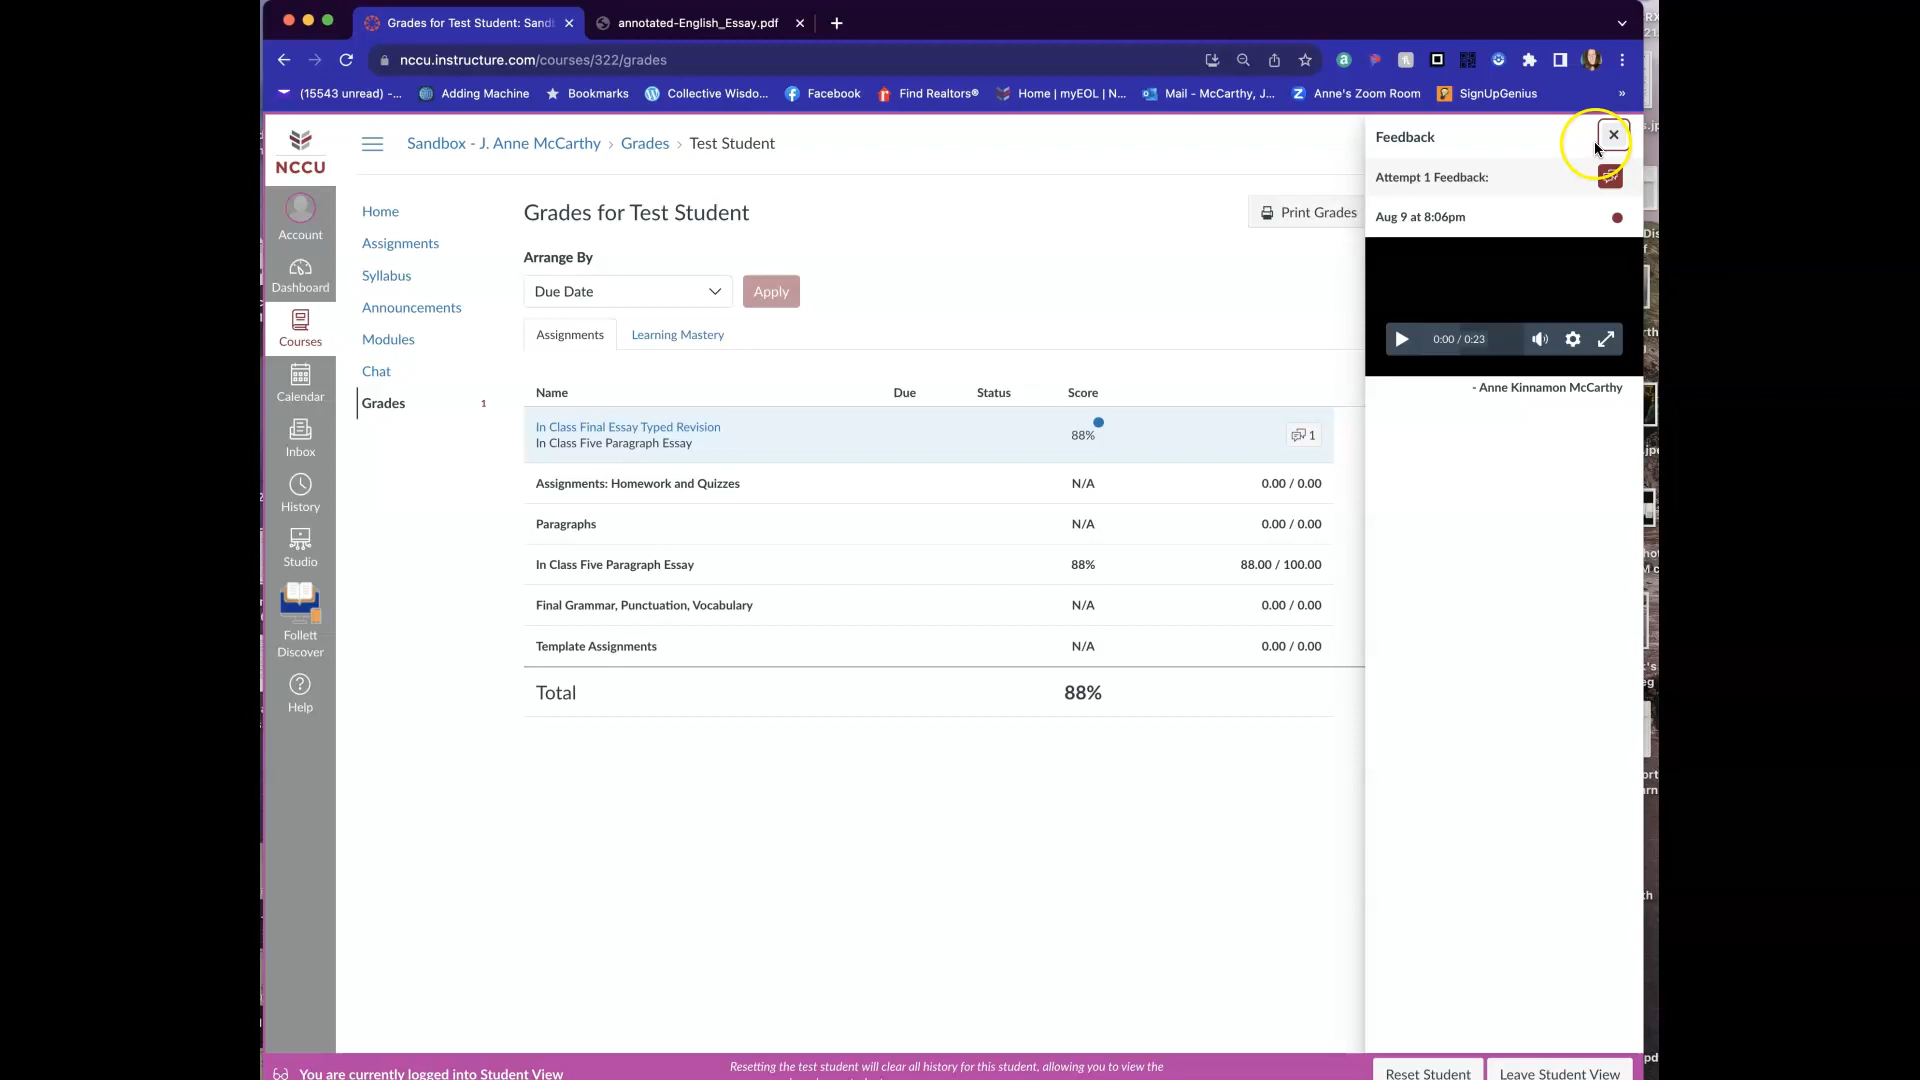 Grades for Test Student: Sand
annotated-English_Essay.pdf
nccu.instructure.com/courses/322/grades
(15543 unread) -...
Adding Machine
Bookmarks
Collective Wisdo...
Facebook
Find Realtors®
Home | myEOL | N...
Mail - McCarthy, J...
Anne's Zoom Room
SignUpGenius
»
NCCU
Account
Dashboard
Courses
Calendar
Inbox
History
Studio
Follett
Discover
Help
Sandbox - J. Anne McCarthy › Grades › Test Student
Home
Assignments
Syllabus
Announcements
Modules
Chat
Grades 1
Grades for Test Student
Print Grades
Arrange By
Due Date
Apply
Assignments
Learning Mastery
Name Due Status Score
In Class Final Essay Typed Revision
In Class Five Paragraph Essay
88%
1
Assignments: Homework and Quizzes N/A 0.00 / 0.00
Paragraphs N/A 0.00 / 0.00
In Class Five Paragraph Essay 88% 88.00 / 100.00
Final Grammar, Punctuation, Vocabulary N/A 0.00 / 0.00
Template Assignments N/A 0.00 / 0.00
Total 88%
Feedback
Attempt 1 Feedback:
Aug 9 at 8:06pm
0:00 / 0:23
- Anne Kinnamon McCarthy
You are currently logged into Student View
Resetting the test student will clear all history for this student, allowing you to view the
Reset Student
Leave Student View